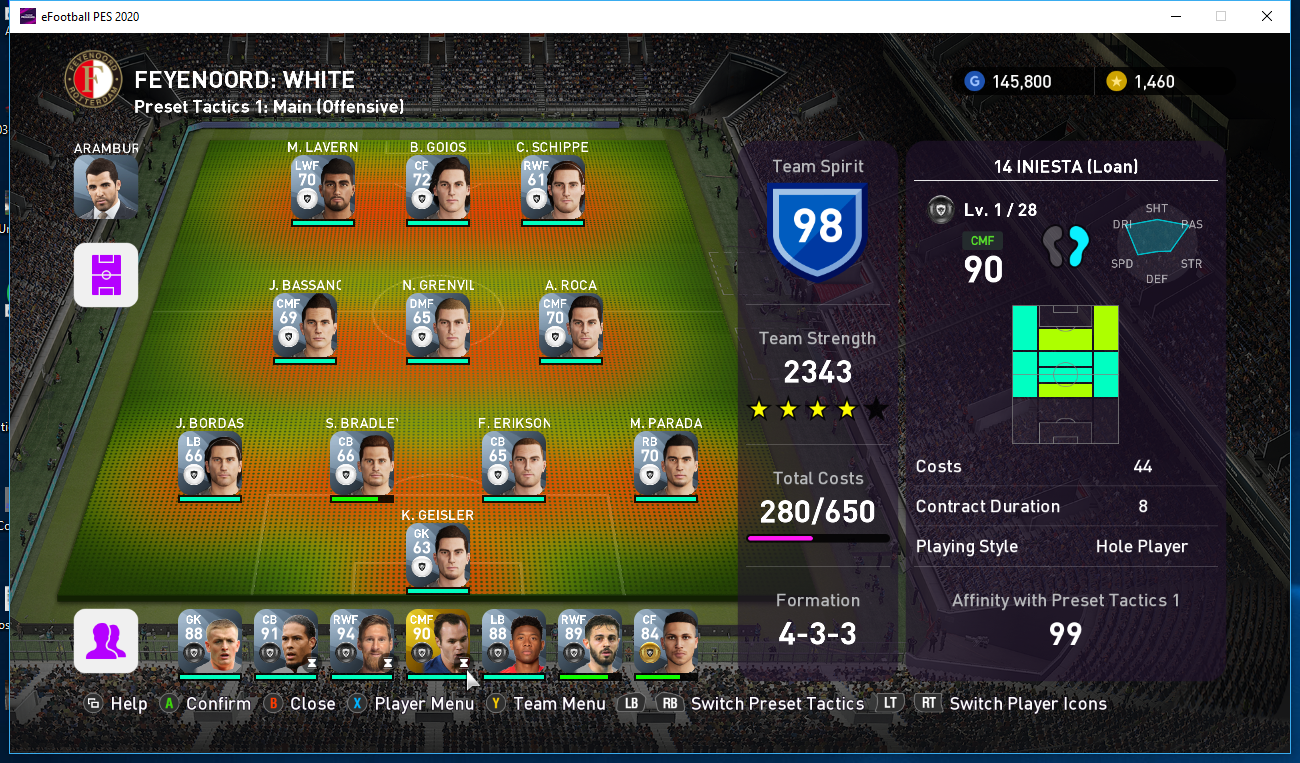 eFootball PES 2020
FEYENOORD: WHITE
Preset Tactics 1: Main (Offensive)
G 145,800
1,460
ARAMBUR
M. LAVERN
B. GOIOS
C. SCHIPPE
LWF
70
CF
72
RWF
61
J. BASSANO
N. GRENVIL
A. ROCA
CMF
69
DMF
65
CMF
70
J. BORDAS
S. BRADLEY
F. ERIKSON
M. PARADA
LB
66
CB
66
CB
65
RB
70
K. GEISLER
GK
63
GK
88
CB
91
RWF
94
CMF
90
LB
88
RWF
89
CF
84
Team Spirit
98
Team Strength
2343
Total Costs
280/650
Formation
4-3-3
14 INIESTA (Loan)
Lv. 1 / 28
CMF
90
SHT
DRI
PAS
SPD
STR
DEF
Costs 44
Contract Duration 8
Playing Style Hole Player
Affinity with Preset Tactics 1
99
Help A Confirm B Close X Player Menu Y Team Menu LB RB Switch Preset Tactics LT RT Switch Player Icons